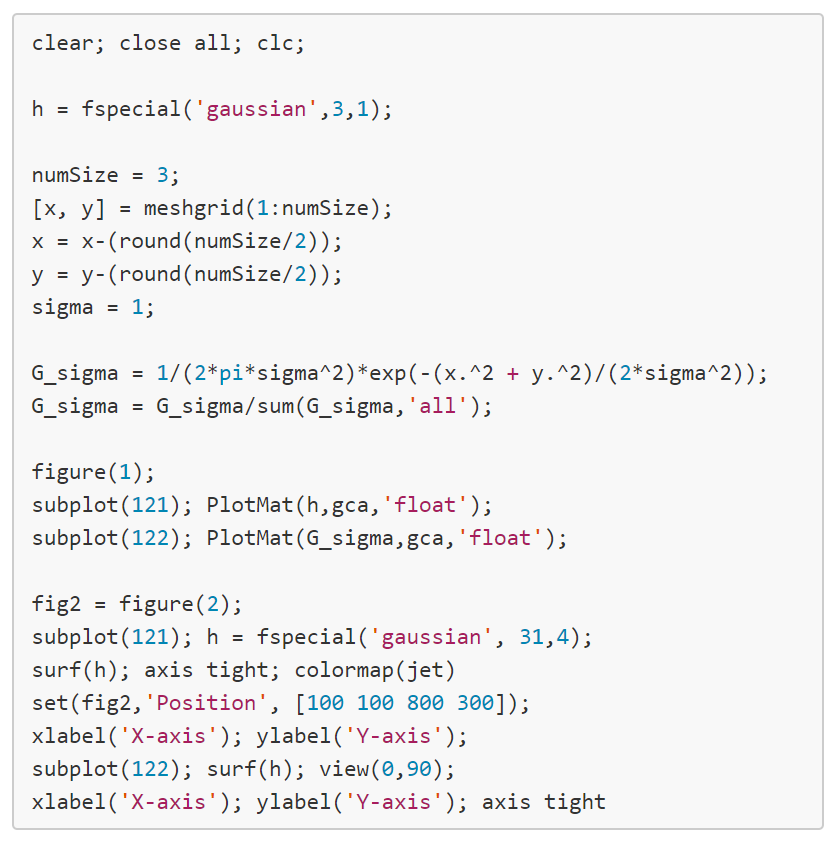 clear; close all; clc;
h = fspecial('gaussian',3,1);
numSize = 3;
[x, y] = meshgrid(1:numSize);
x = x-(round(numSize/2));
y = y-(round(numSize/2));
sigma = 1;
G_sigma = 1/(2*pi*sigma^2)*exp(-(x.^2 + y.^2)/(2*sigma^2));
G_sigma = G_sigma/sum(G_sigma,'all');
figure(1);
subplot(121); PlotMat(h,gca,'float');
subplot(122); PlotMat(G_sigma,gca,'float');
fig2 = figure(2);
subplot(121); h = fspecial('gaussian', 31,4);
surf(h); axis tight; colormap(jet)
set(fig2,'Position', [100 100 800 300]);
xlabel('X-axis'); ylabel('Y-axis');
subplot(122); surf(h); view(0,90);
xlabel('X-axis'); ylabel('Y-axis'); axis tight